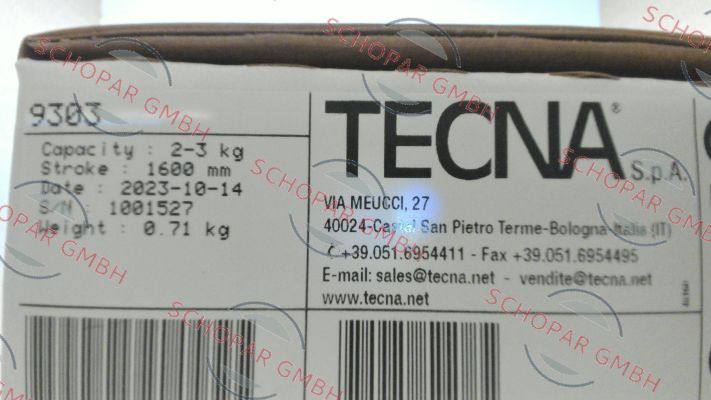 9303
Capacity : 2-3 kg
Stroke : 1600 mm
Date : 2023-10-14
S/N : 1001527
Weight : 0.71 kg
TECNA® S.p.A.
VIA MEUCCI, 27
40024-Castel San Pietro Terme-Bologna-Italia (IT)
✆ +39.051.6954411 - Fax +39.051.6954495
E-mail: sales@tecna.net - vendite@tecna.net
www.tecna.net
SCHOPAR GMBH
SCHOPAR GMBH
SCHOPAR GMBH
SCHOPAR GMBH
SCHOPAR GMBH
SCHOPAR GMBH
SCHOPAR GMBH